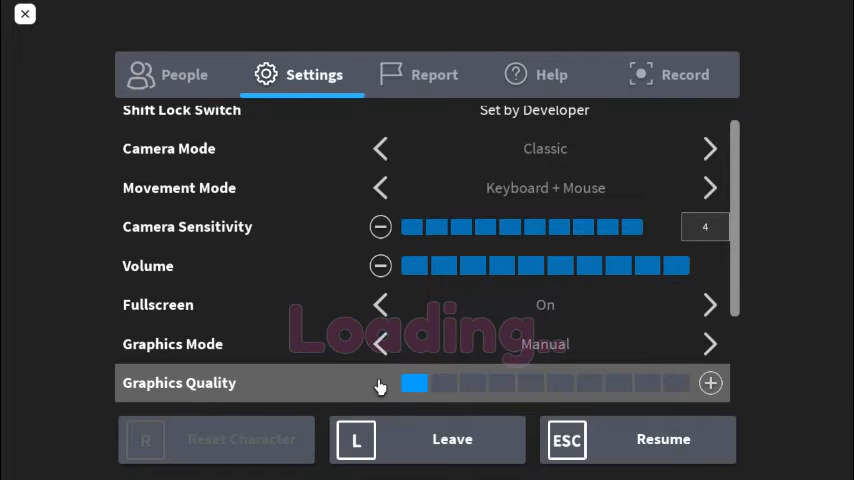 People Settings Report Help Record
Shift Lock Switch Set by Developer
Camera Mode Classic
Movement Mode Keyboard + Mouse
Camera Sensitivity 4
Volume
Fullscreen On
Loading...
Graphics Mode Manual
Graphics Quality
R Reset Character L Leave ESC Resume